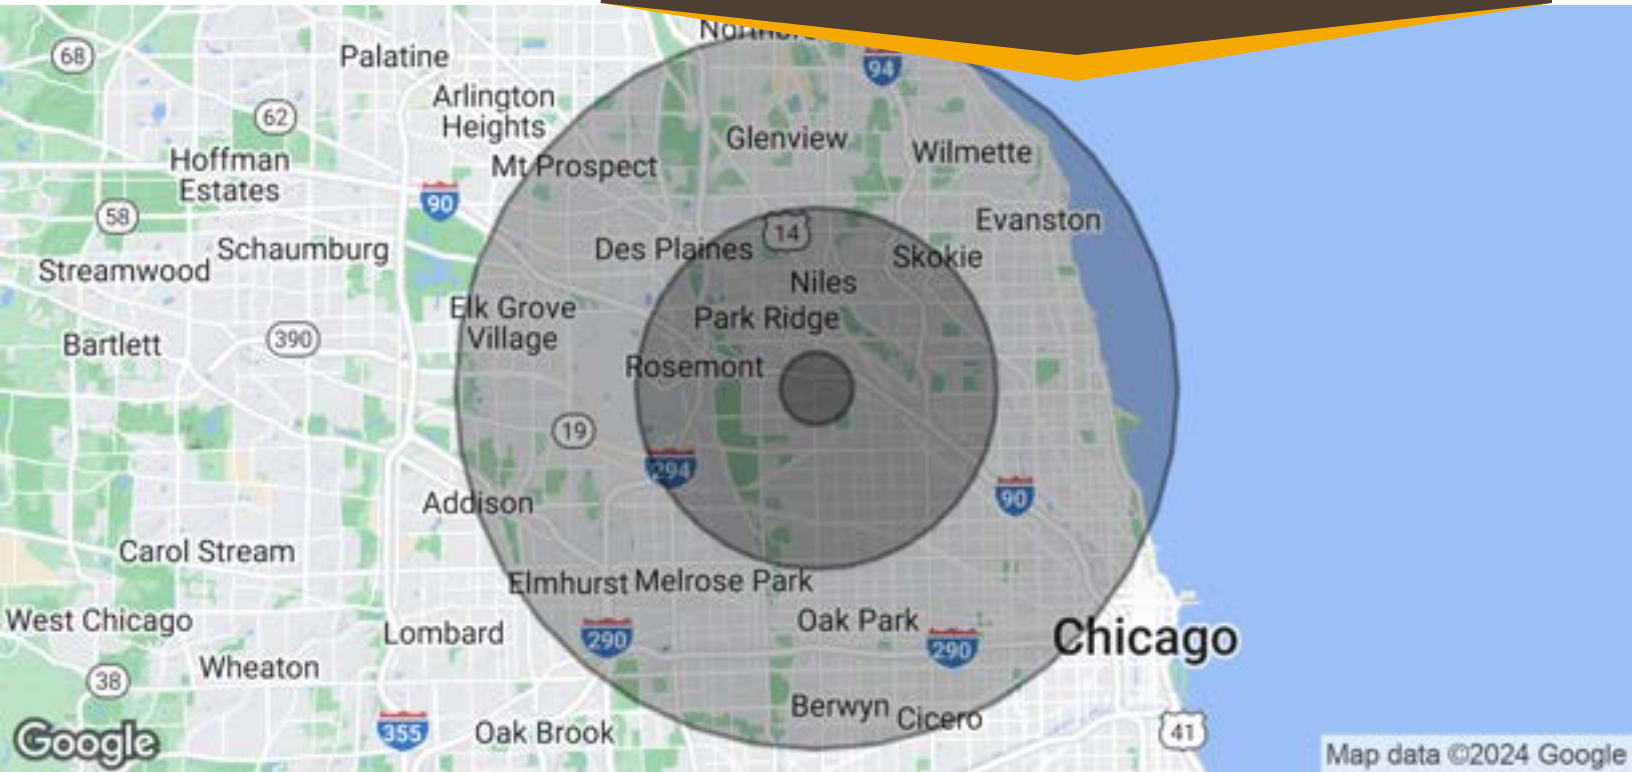 68
Palatine
94
Arlington
Heights
62
Glenview
Wilmette
Hoffman
Estates
Mt Prospect
90
58
Evanston
14
Schaumburg
Des Plaines
Skokie
Streamwood
Niles
Elk Grove
Village
Park Ridge
390
Bartlett
Rosemont
19
294
90
Addison
Carol Stream
Elmhurst
Melrose Park
West Chicago
Lombard
290
Oak Park
290
Chicago
Wheaton
38
Berwyn
Cicero
355
Oak Brook
41
Google
Map data ©2024 Google